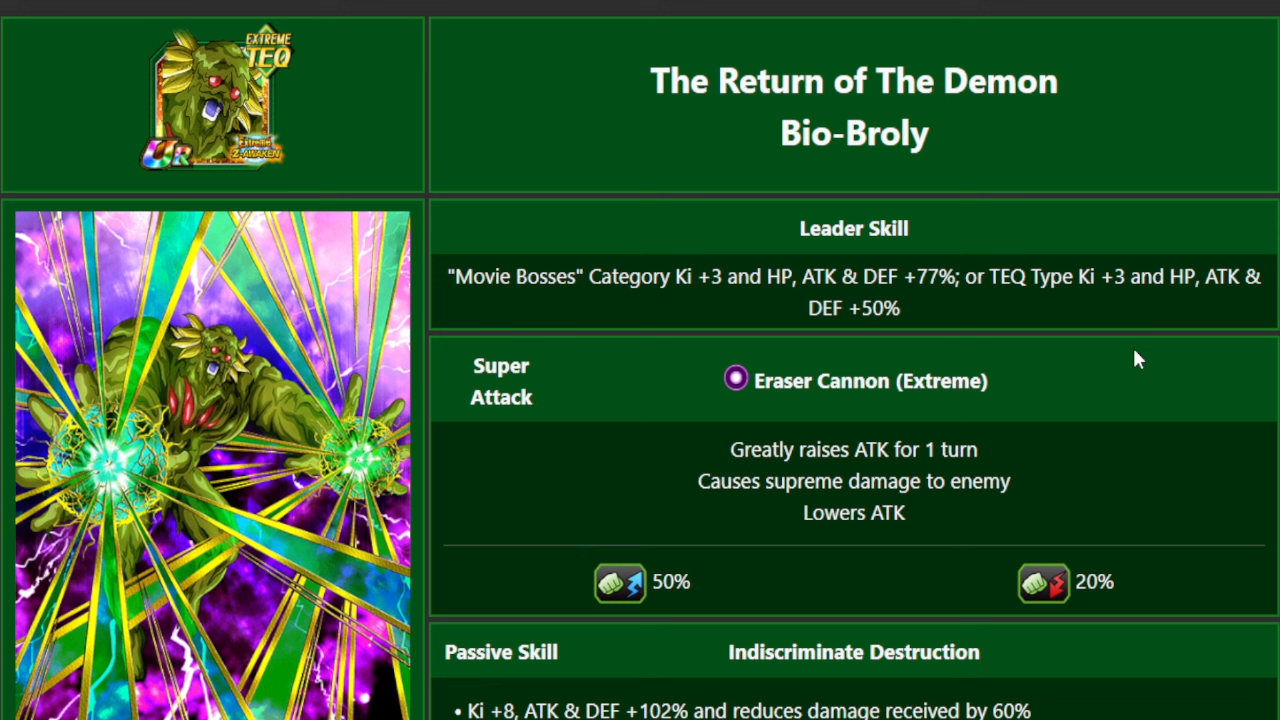 EXTREME
TEQ
UR
Extreme
Z-AWAKEN
The Return of The Demon
Bio-Broly
Leader Skill
"Movie Bosses" Category Ki +3 and HP, ATK & DEF +77%; or TEQ Type Ki +3 and HP, ATK &
DEF +50%
Super
Attack
Eraser Cannon (Extreme)
Greatly raises ATK for 1 turn
Causes supreme damage to enemy
Lowers ATK
50%
20%
Passive Skill
Indiscriminate Destruction
• Ki +8, ATK & DEF +102% and reduces damage received by 60%